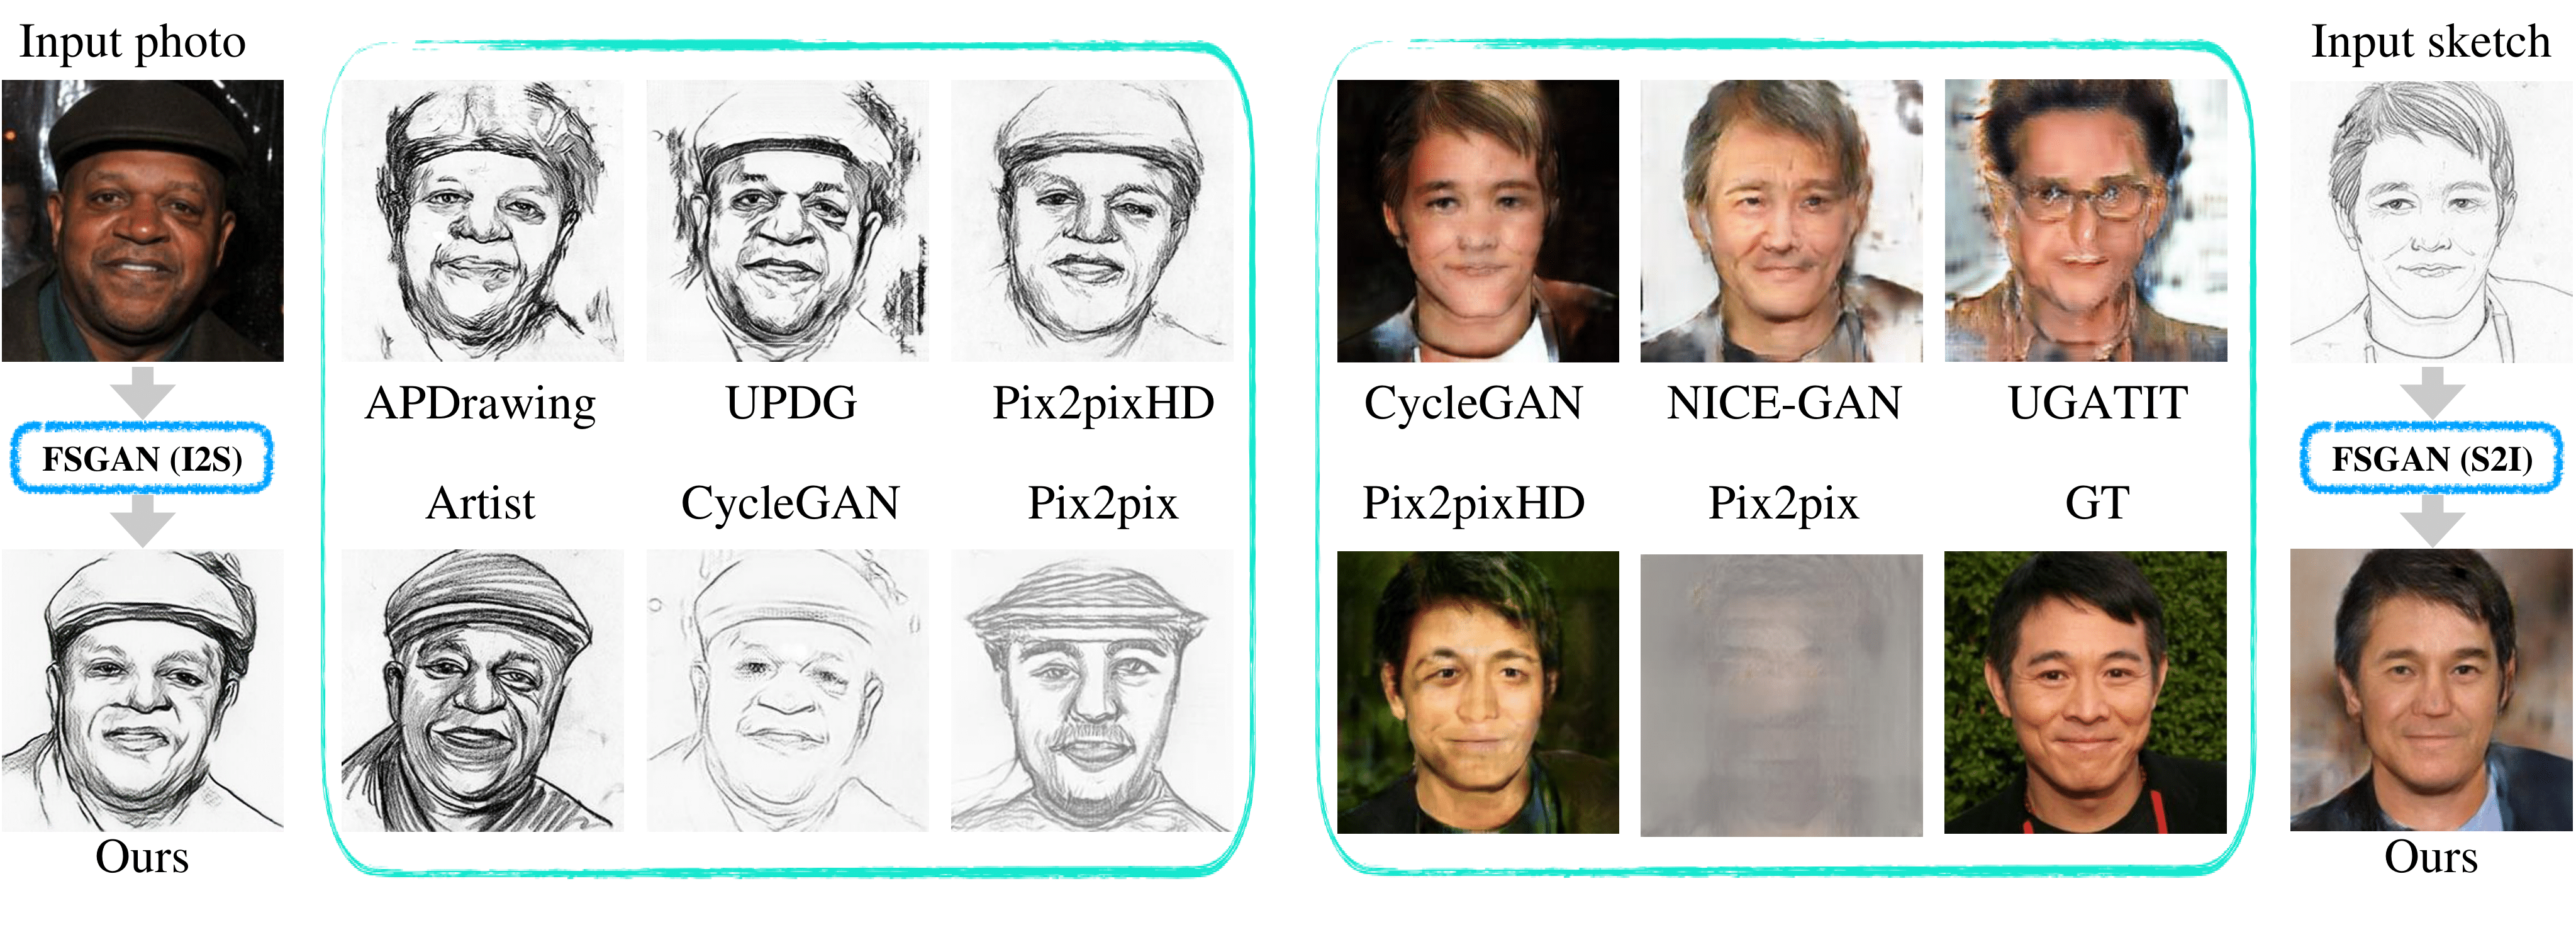 Input photo
Input sketch
APDrawing
UPDG
Pix2pixHD
CycleGAN
NICE-GAN
UGATIT
FSGAN (I2S)
FSGAN (S2I)
Artist
CycleGAN
Pix2pix
Pix2pixHD
Pix2pix
GT
Ours
Ours